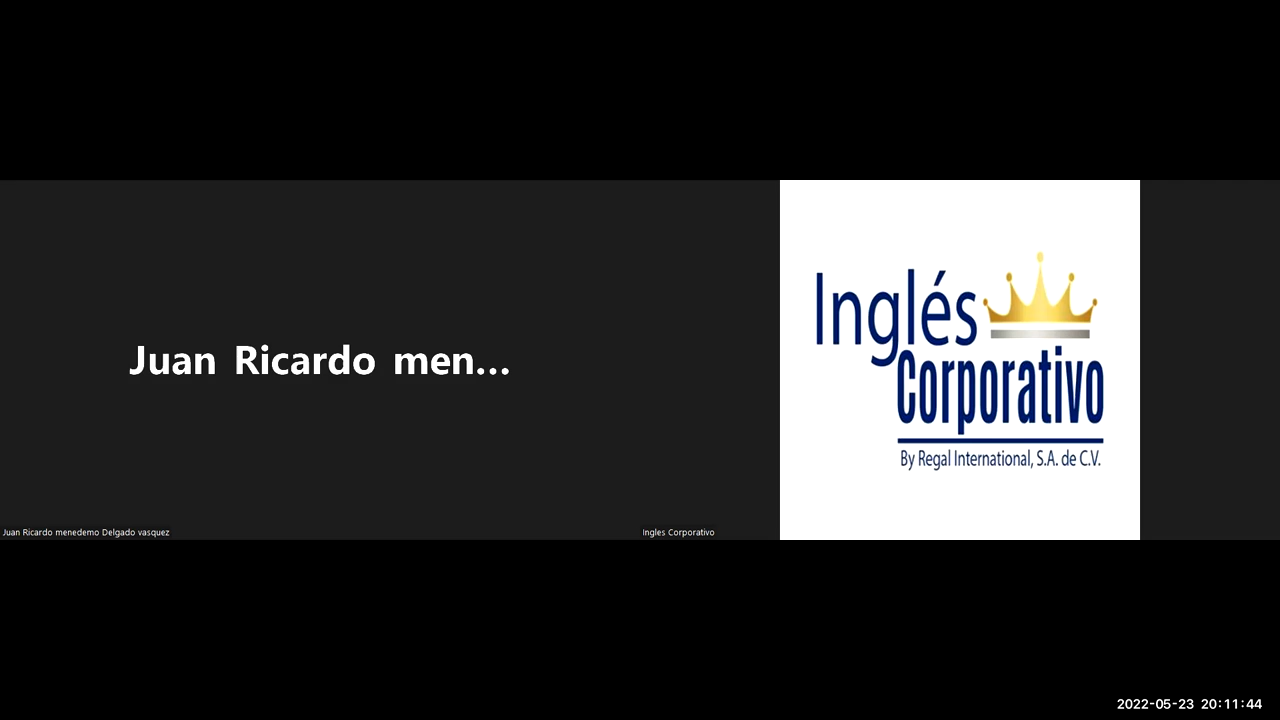 Juan Ricardo men...
Juan Ricardo menedemo Delgado vasquez
Inglés
Corporativo
By Regal International, S.A. de C.V.
Ingles Corporativo
2022-05-23 20:11:44